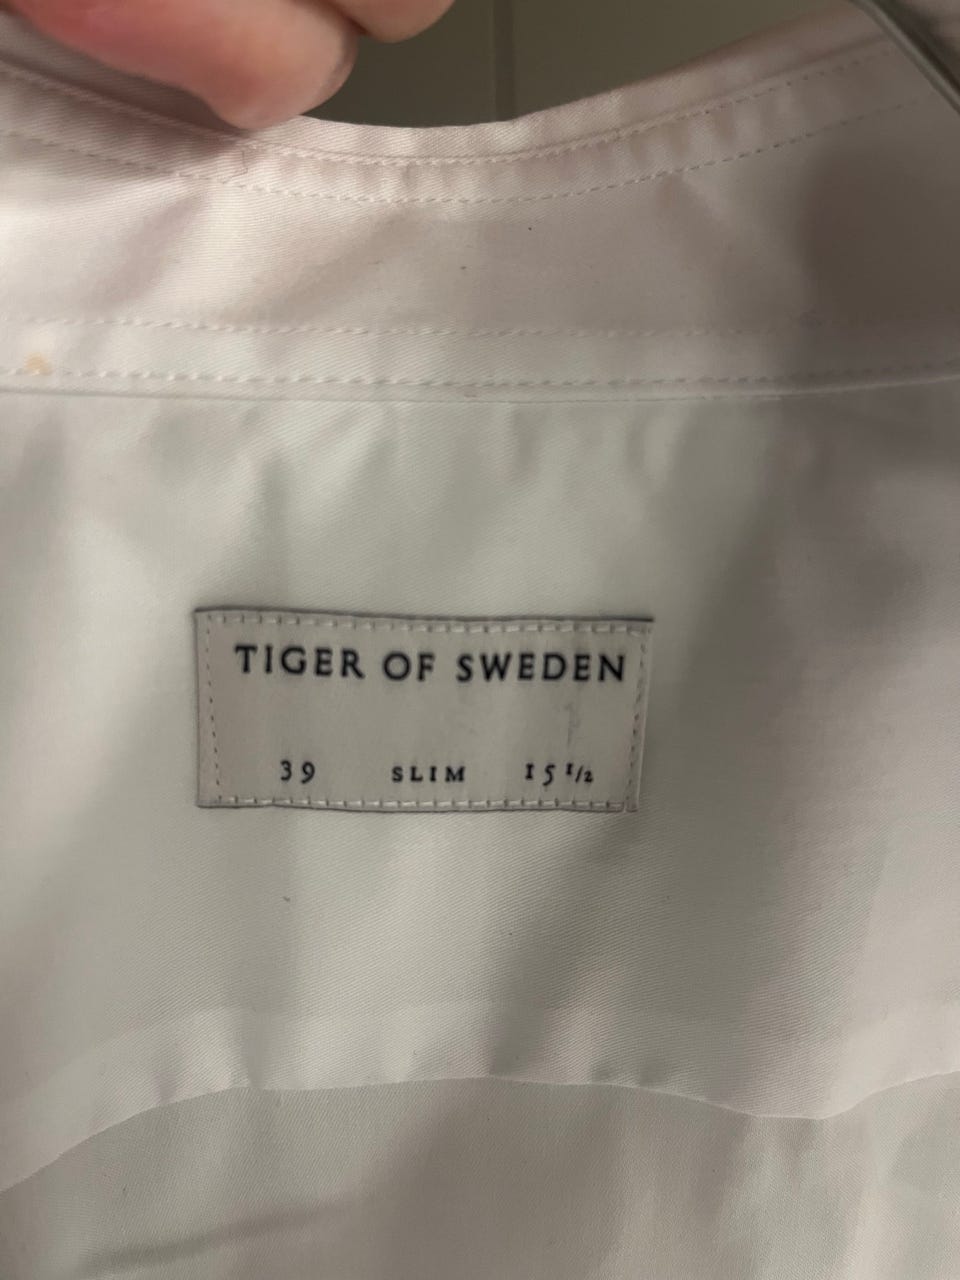 TIGER OF SWEDEN
39 SLIM 15 1/2